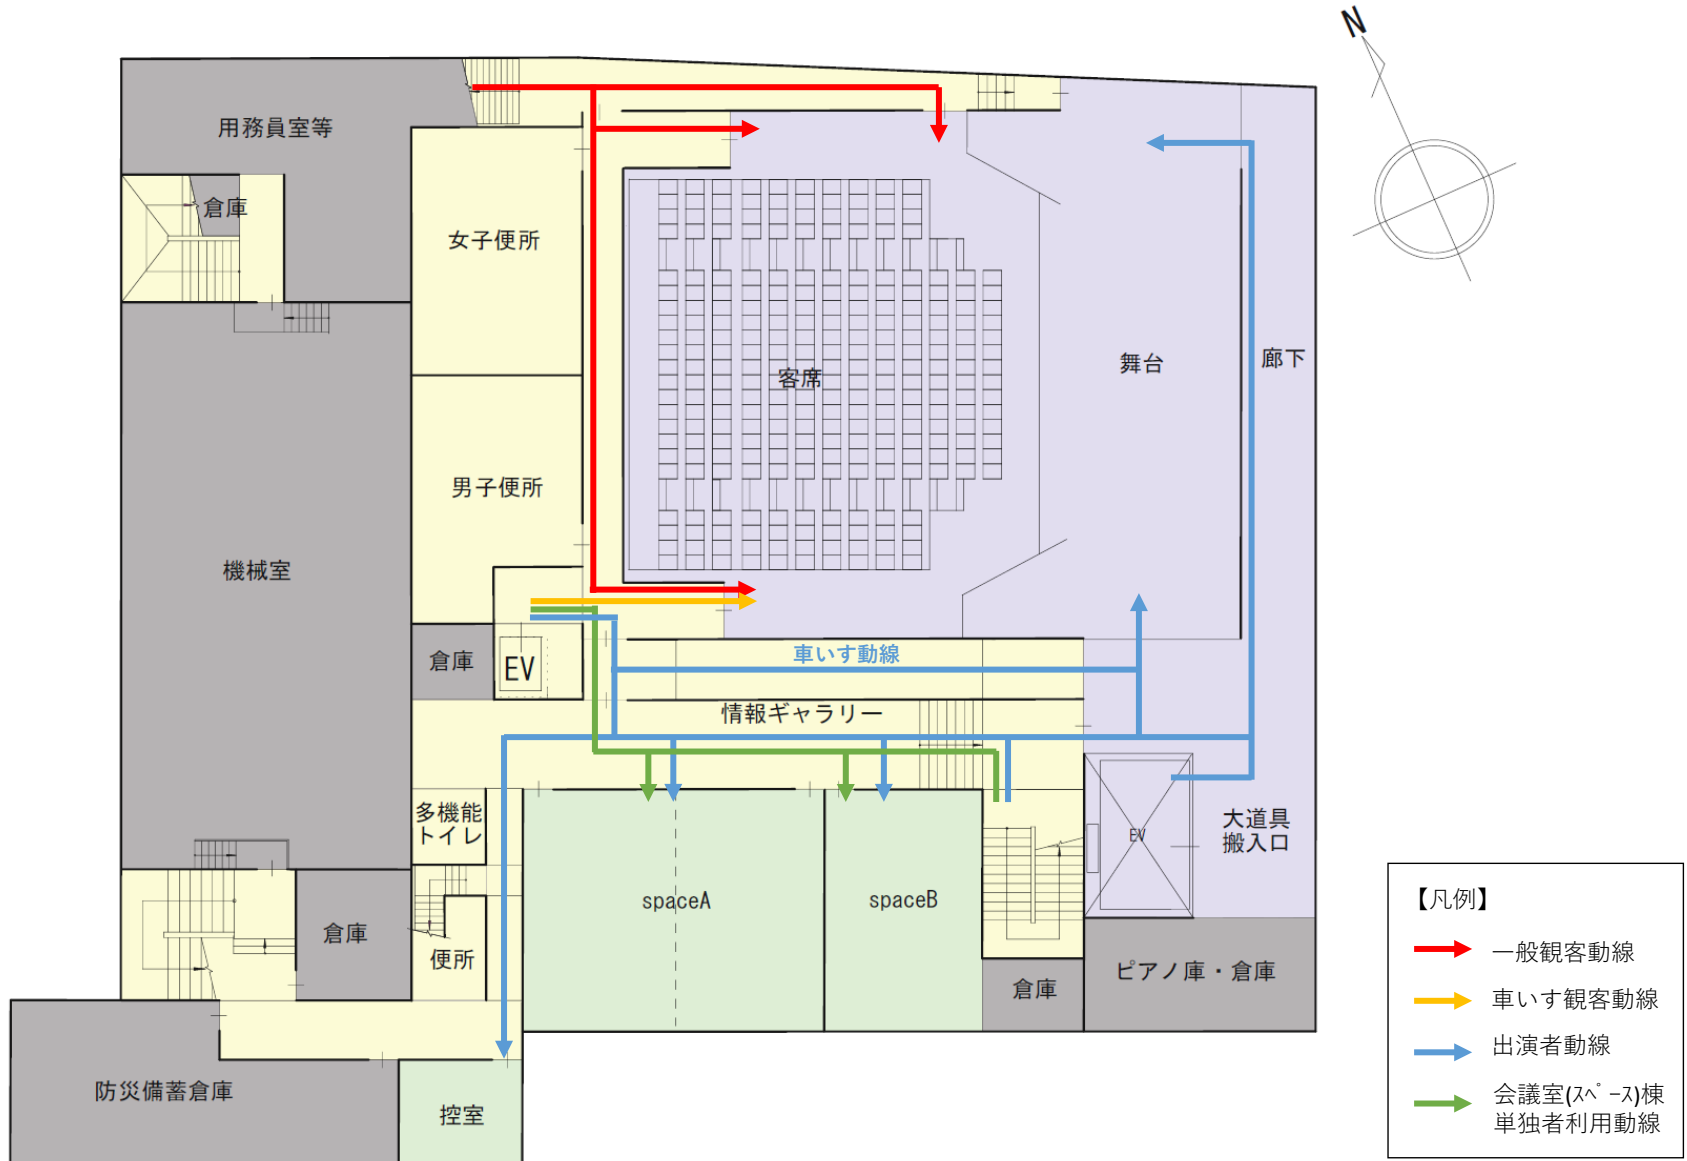 N
用務員室等
倉庫
女子便所
客席
舞台
廊下
男子便所
機械室
倉庫
EV
車いす動線
情報ギャラリー
多機能
トイレ
EV
大道具
搬入口
spaceA
spaceB
倉庫
便所
倉庫
ピアノ庫・倉庫
防災備蓄倉庫
控室
【凡例】
一般観客動線
車いす観客動線
出演者動線
会議室(ｽﾍﾟｰｽ)棟
単独者利用動線